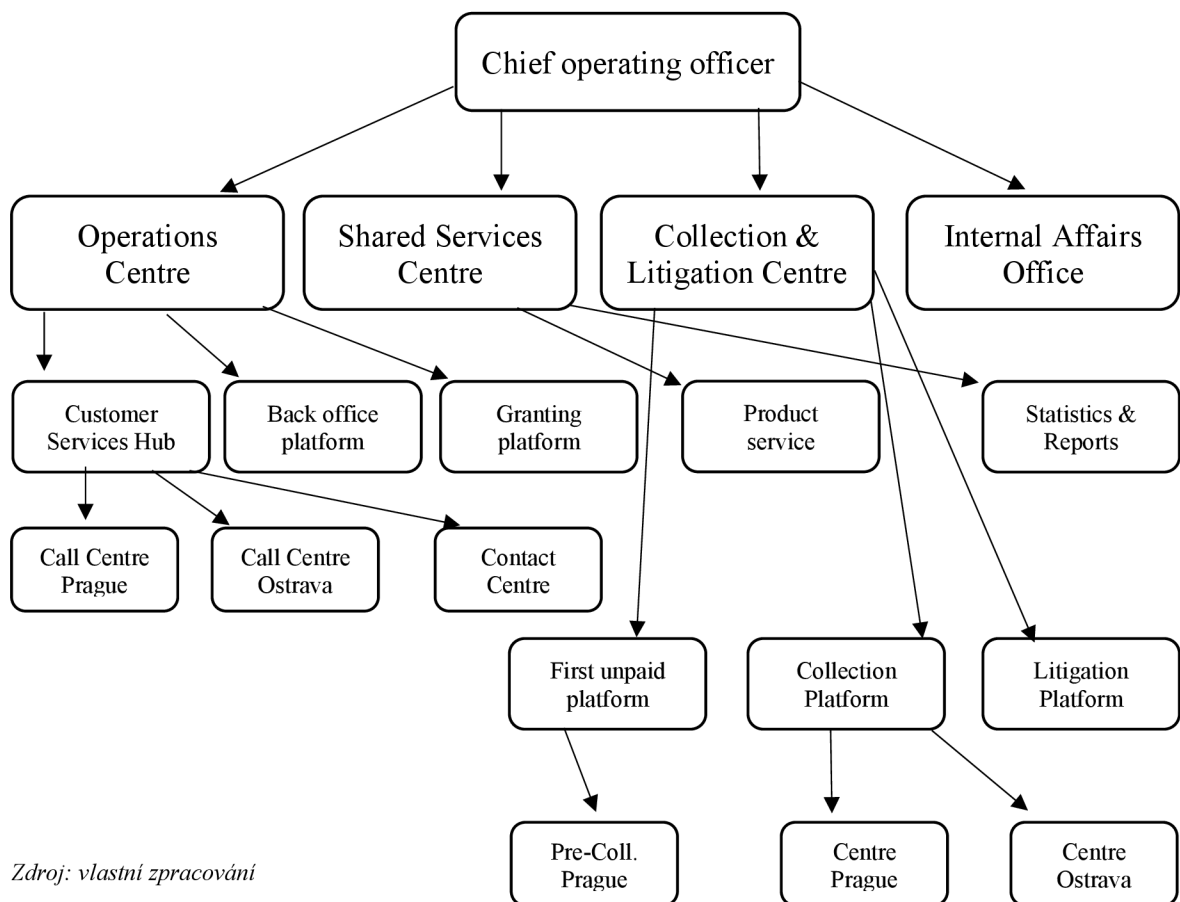 Chief operating officer
Operations
Centre
Shared Services
Centre
Collection &
Litigation Centre
Internal Affairs
Office
Customer
Services Hub
Back office
platform
Granting
platform
Product
service
Statistics &
Reports
Call Centre
Prague
Call Centre
Ostrava
Contact
Centre
First unpaid
platform
Collection
Platform
Litigation
Platform
Pre-Coll.
Prague
Centre
Prague
Centre
Ostrava
Zdroj: vlastní zpracování